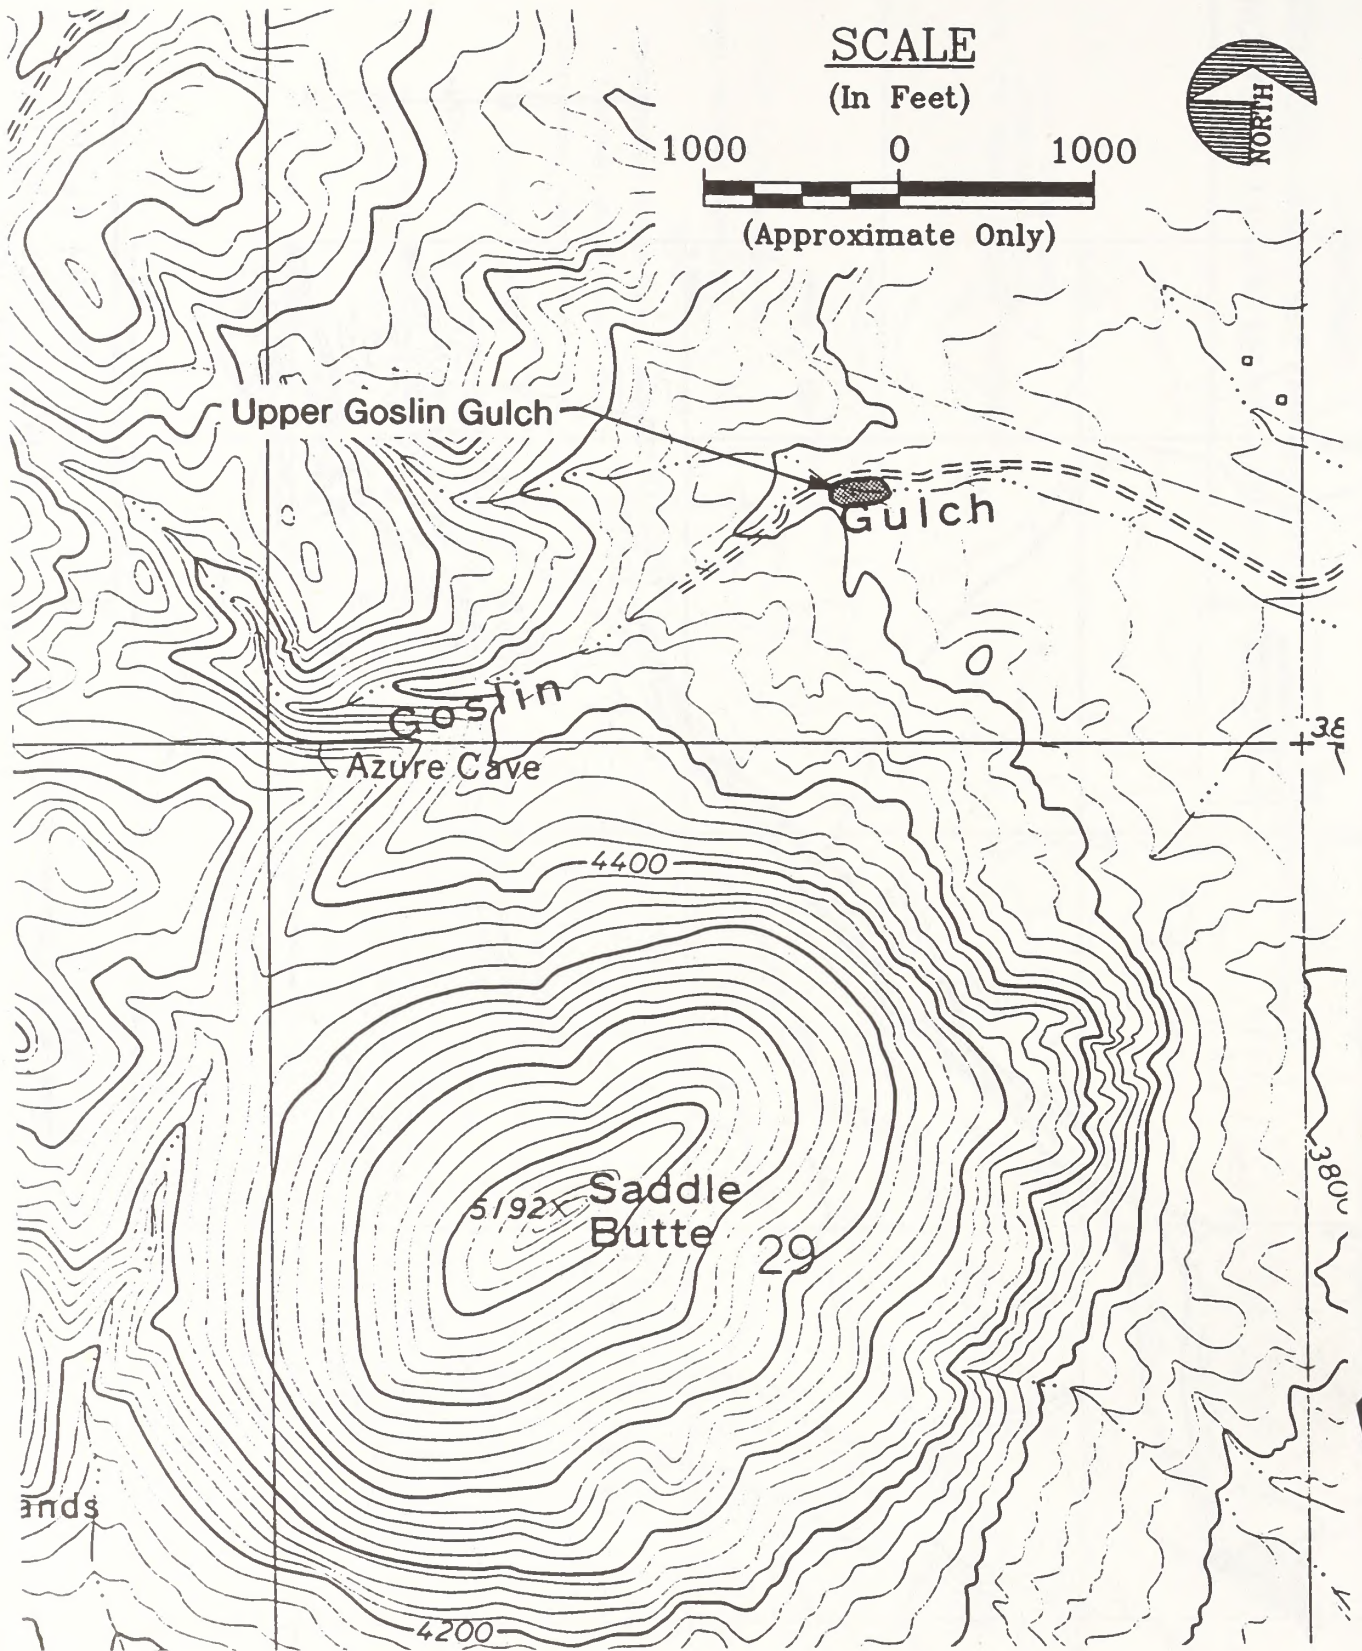 SCALE
(In Feet)
1000 0 1000
(Approximate Only)
NORTH
Upper Goslin Gulch
Gulch
Goslin
Azure Cave
4400
5192×
Saddle
Butte
29
380
ands
4200